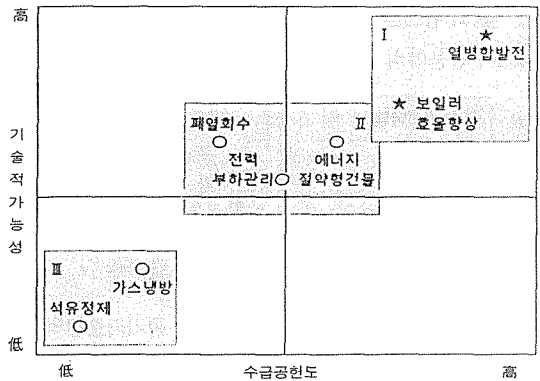 高
Ⅰ
열병합발전
보일러
효율향상
폐열회수
Ⅱ
전력
에너지
부하관리
절약형건물
기
술
적
가
능
성
Ⅲ
가스냉방
석유정제
低
低
수급공헌도
高